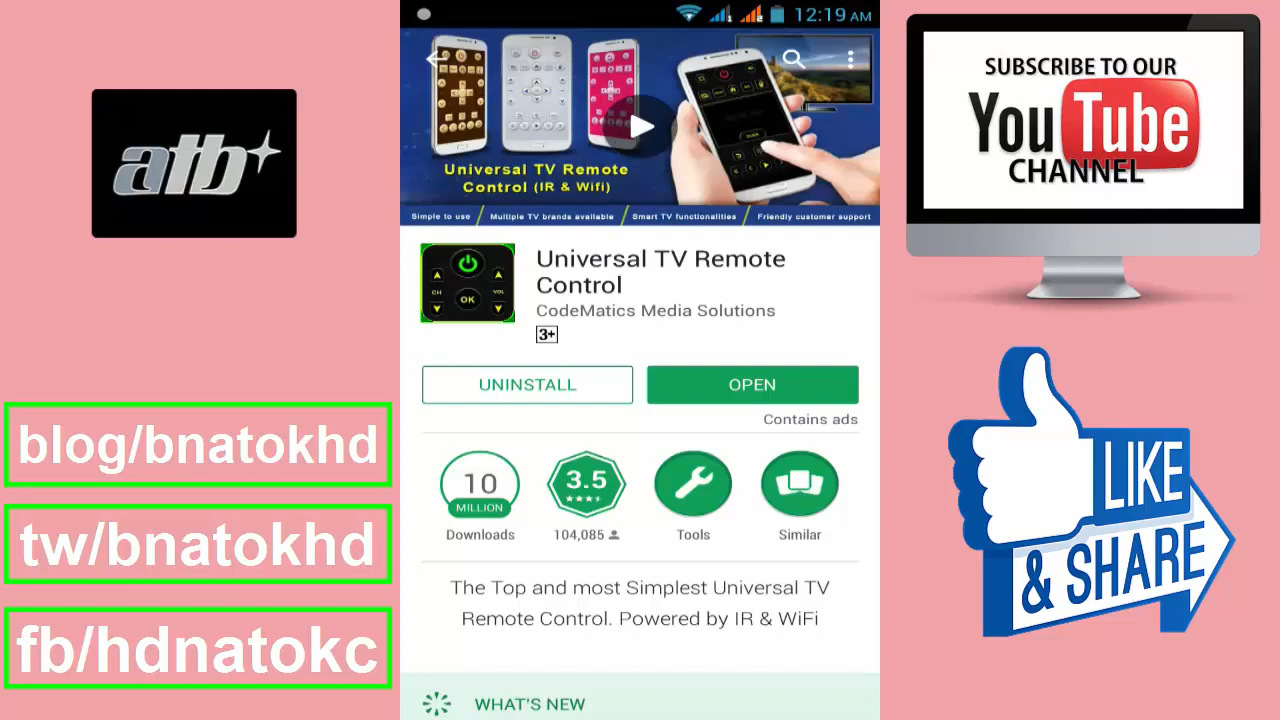 atb
blog/bnatokhd
tw/bnatokhd
fb/hdnatokc
12:19 AM
Universal TV Remote
Control (IR & Wifi)
Simple to use / Multiple TV brands available / Smart TV functionalities / Friendly customer support
CH
VOL
OK
Universal TV Remote
Control
CodeMatics Media Solutions
3+
UNINSTALL
OPEN
Contains ads
10
MILLION
Downloads
3.5
104,085
Tools
Similar
The Top and most Simplest Universal TV
Remote Control. Powered by IR & WiFi
WHAT'S NEW
SUBSCRIBE TO OUR
YouTube
CHANNEL
LIKE
& SHARE